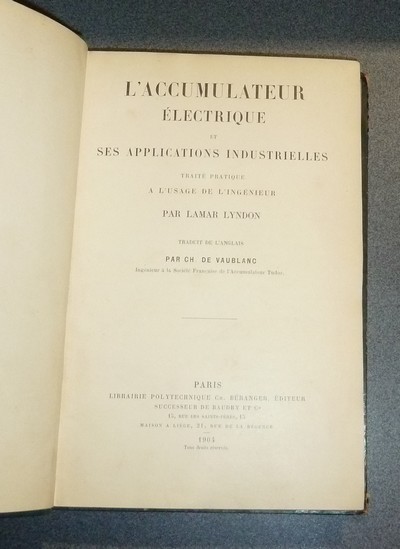 L'ACCUMULATEUR
ÉLECTRIQUE
ET
SES APPLICATIONS INDUSTRIELLES
TRAITÉ PRATIQUE
A L'USAGE DE L'INGÉNIEUR
PAR LAMAR LYNDON
TRADUIT DE L'ANGLAIS
PAR CH. DE VAUBLANC
Ingénieur à la Société Française de l'Accumulateur Tudor.
PARIS
LIBRAIRIE POLYTECHNIQUE CH. BÉRANGER, ÉDITEUR
SUCCESSEUR DE BAUDRY ET Cie
15, RUE DES SAINTS-PÈRES, 15
MAISON A LIÈGE, 21, RUE DE LA RÉGENCE
1904
Tous droits réservés.